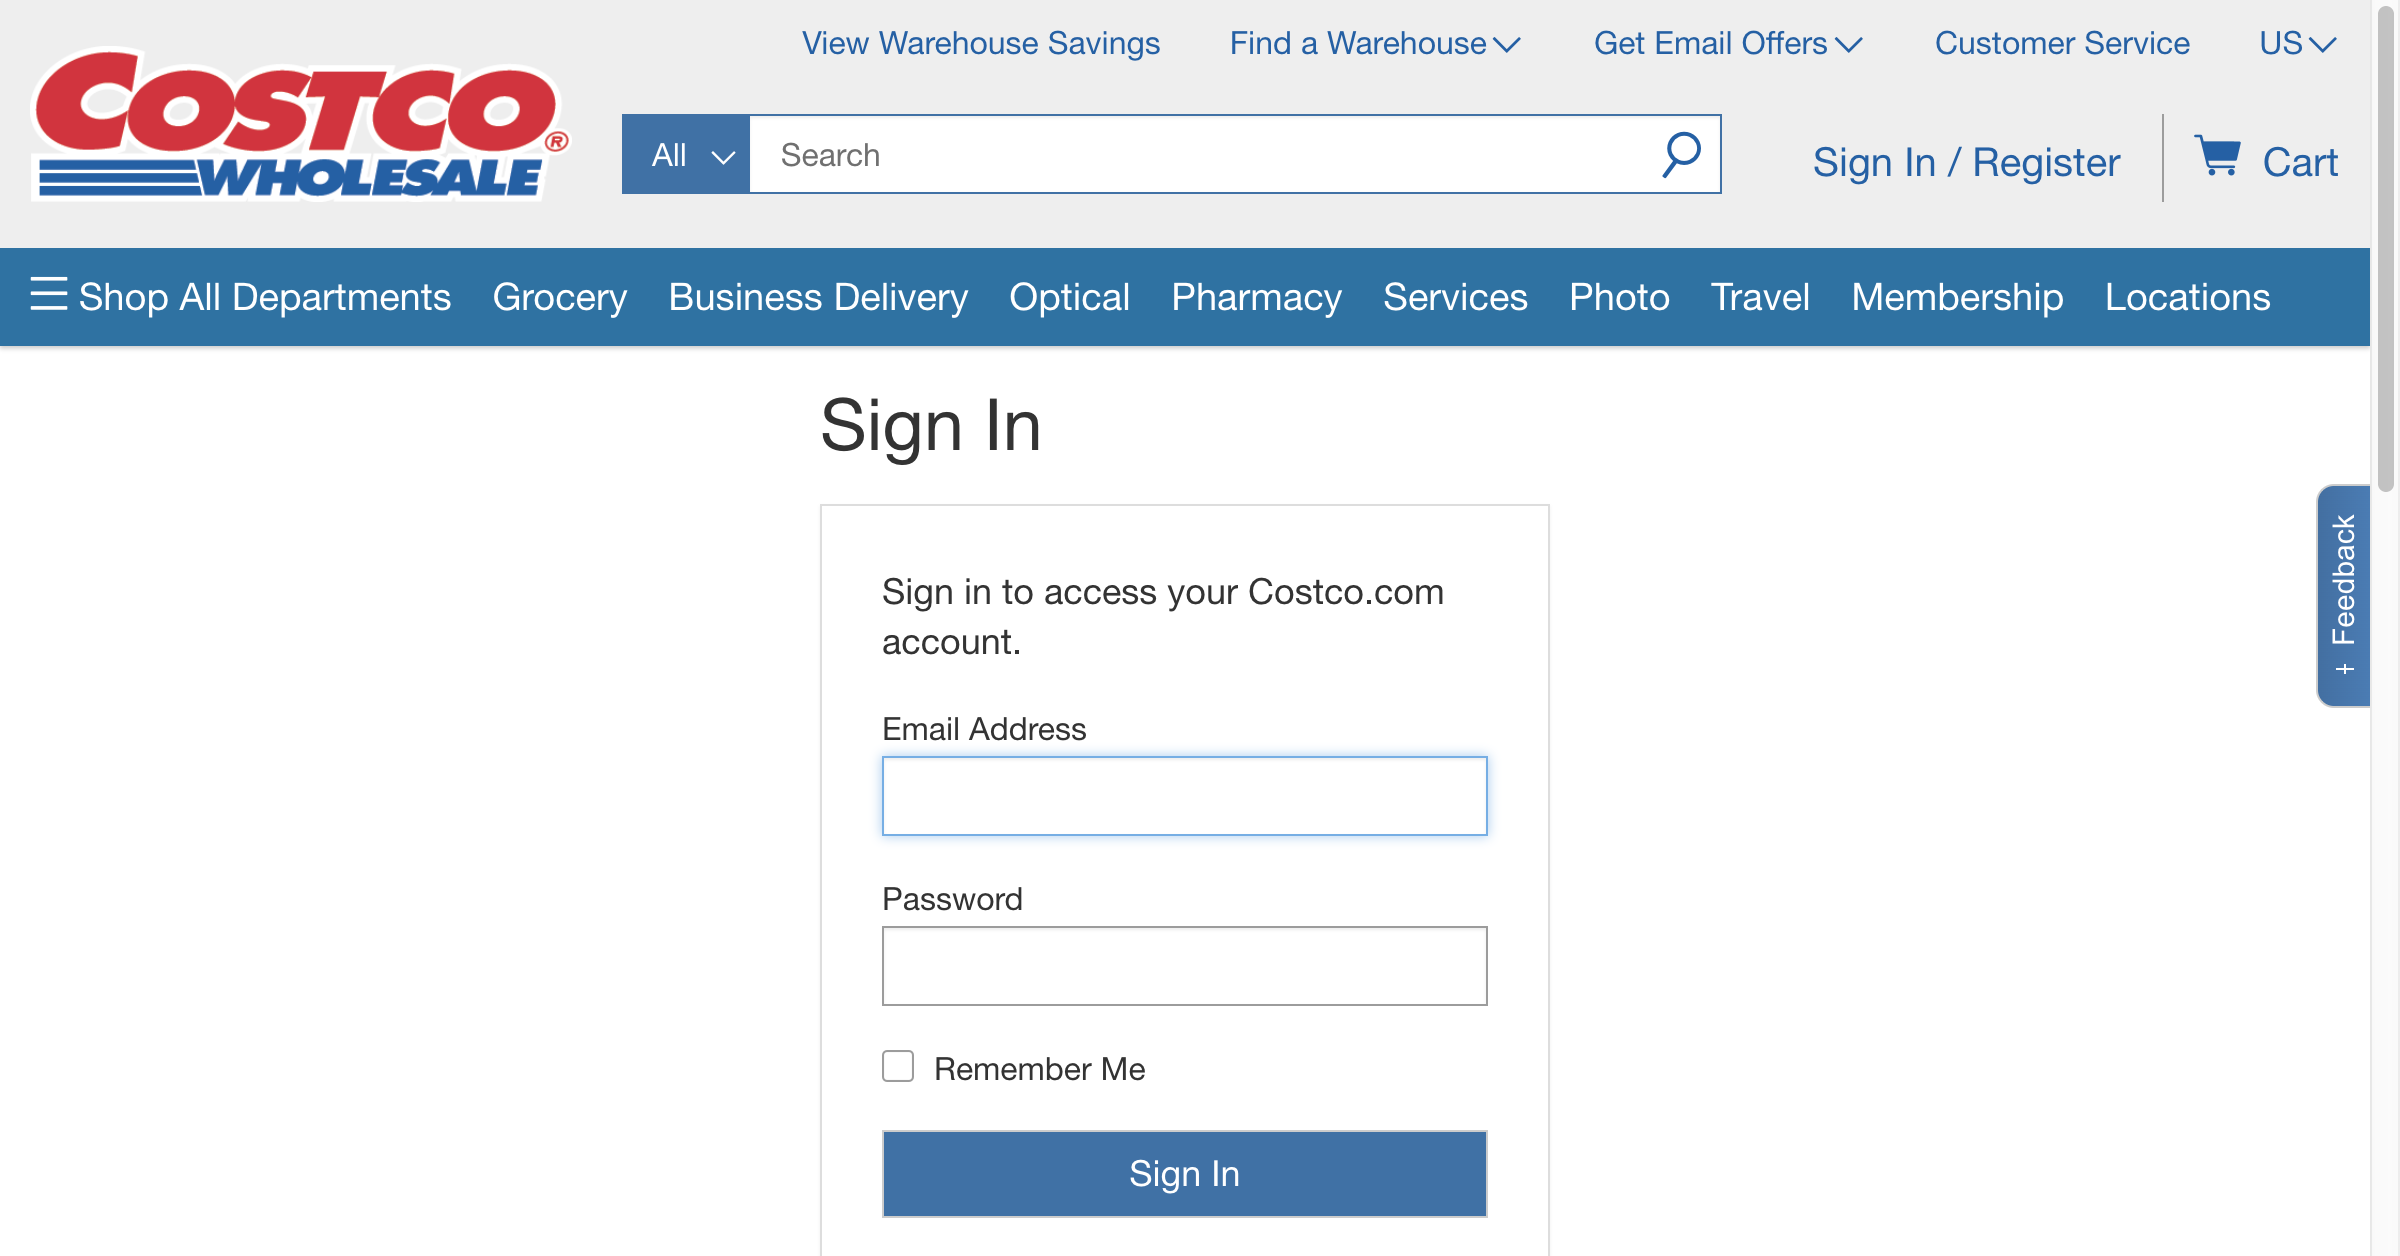 View Warehouse Savings Find a Warehouse Get Email Offers Customer Service US
COSTCO®
WHOLESALE
All Search Sign In / Register Cart
Shop All Departments Grocery Business Delivery Optical Pharmacy Services Photo Travel Membership Locations
Sign In
Sign in to access your Costco.com
account.
Email Address
Password
Remember Me
Sign In
+ Feedback